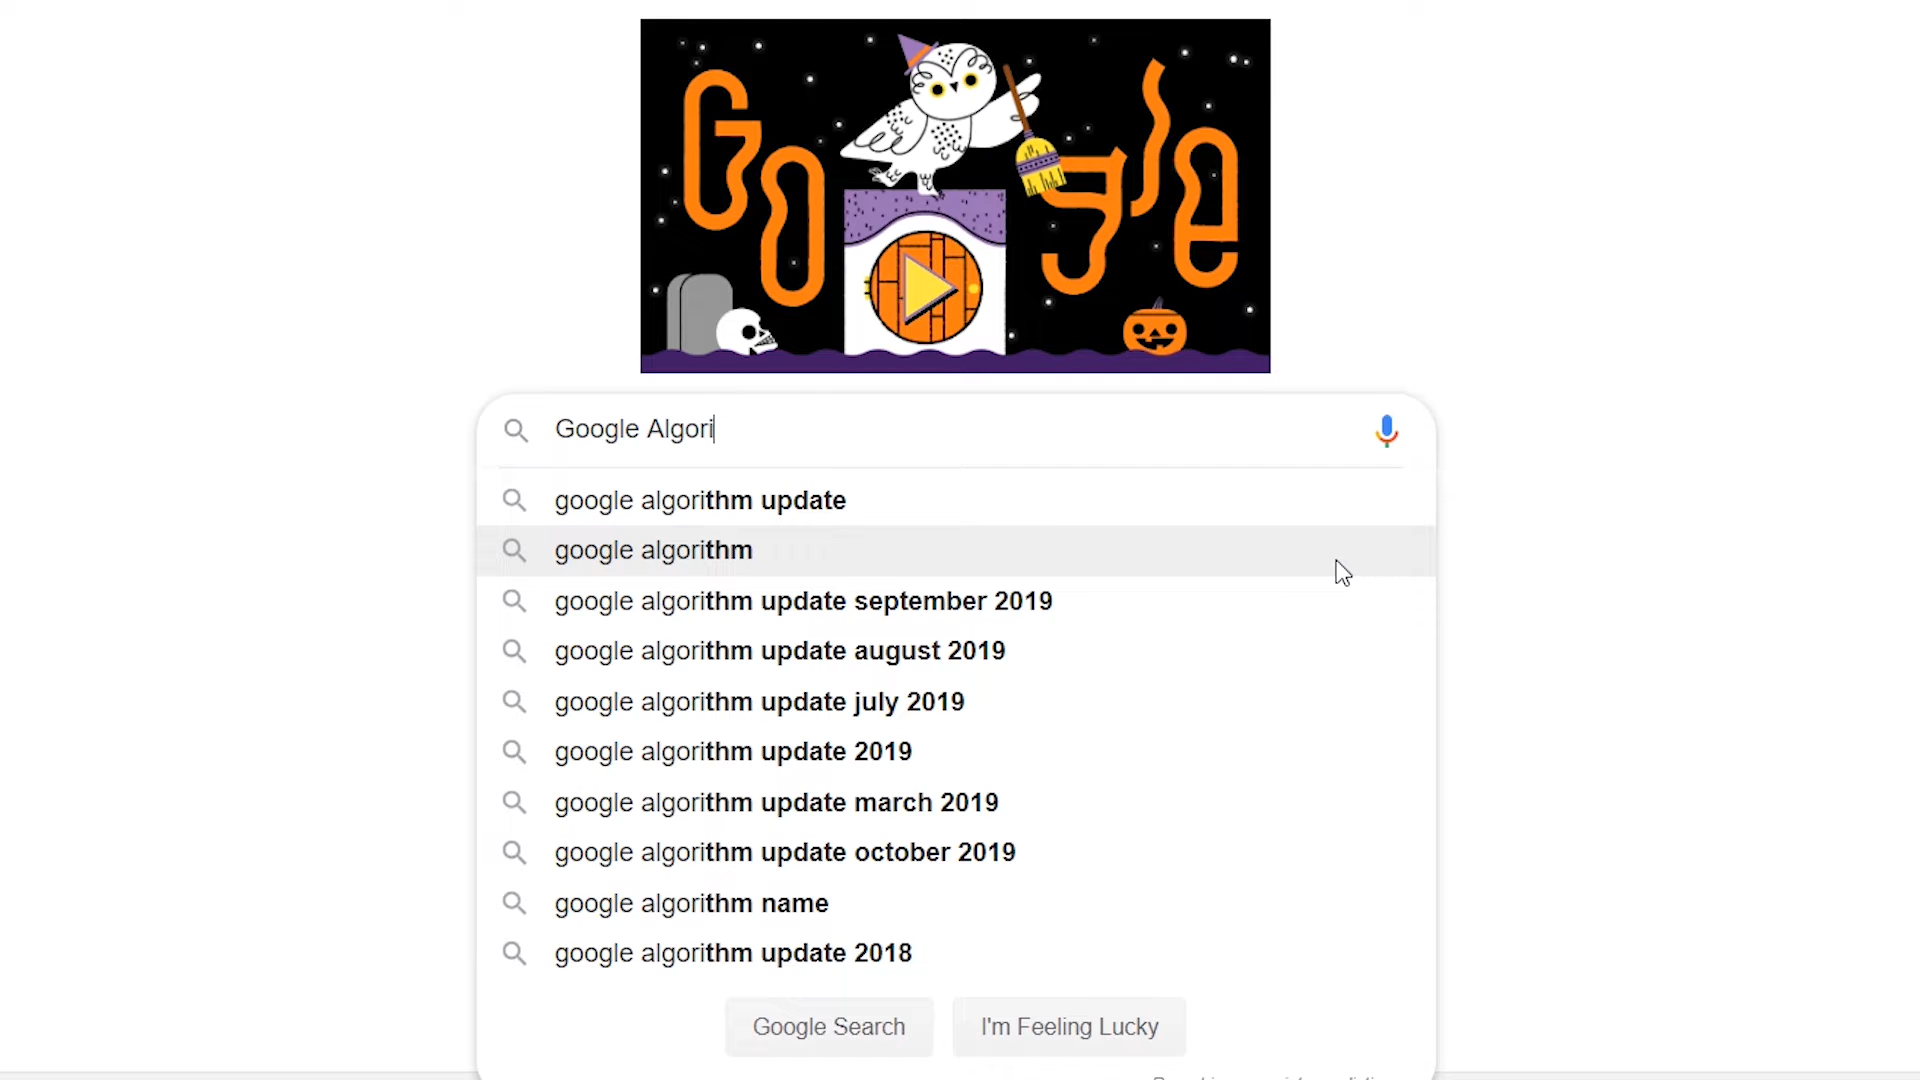 Google
Google Algori
google algorithm update
google algorithm
google algorithm update september 2019
google algorithm update august 2019
google algorithm update july 2019
google algorithm update 2019
google algorithm update march 2019
google algorithm update october 2019
google algorithm name
google algorithm update 2018
Google Search
I'm Feeling Lucky